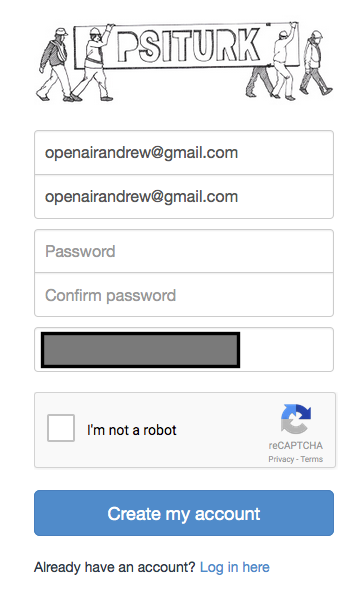 PSITURK
openairandrew@gmail.com
openairandrew@gmail.com
Password
Confirm password
I'm not a robot
reCAPTCHA
Privacy - Terms
Create my account
Already have an account? Log in here